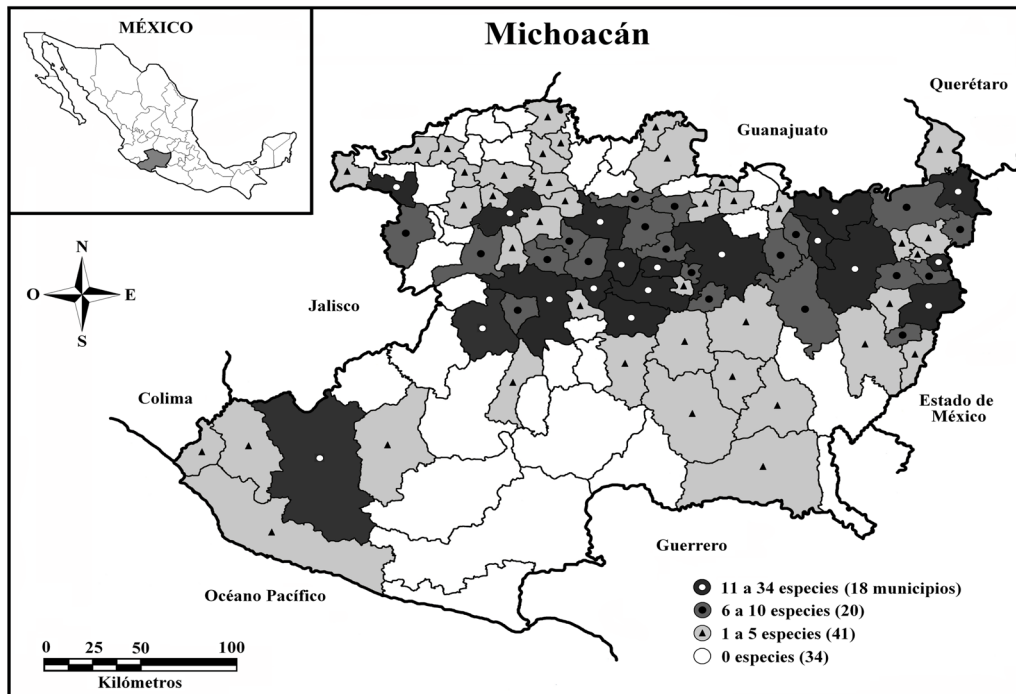 MÉXICO
Michoacán
Querétaro
Guanajuato
N
O
E
S
Jalisco
Colima
Estado de
México
Guerrero
Océano Pacífico
11 a 34 especies (18 municipios)
6 a 10 especies (20)
1 a 5 especies (41)
0 especies (34)
0 25 50 100
Kilómetros